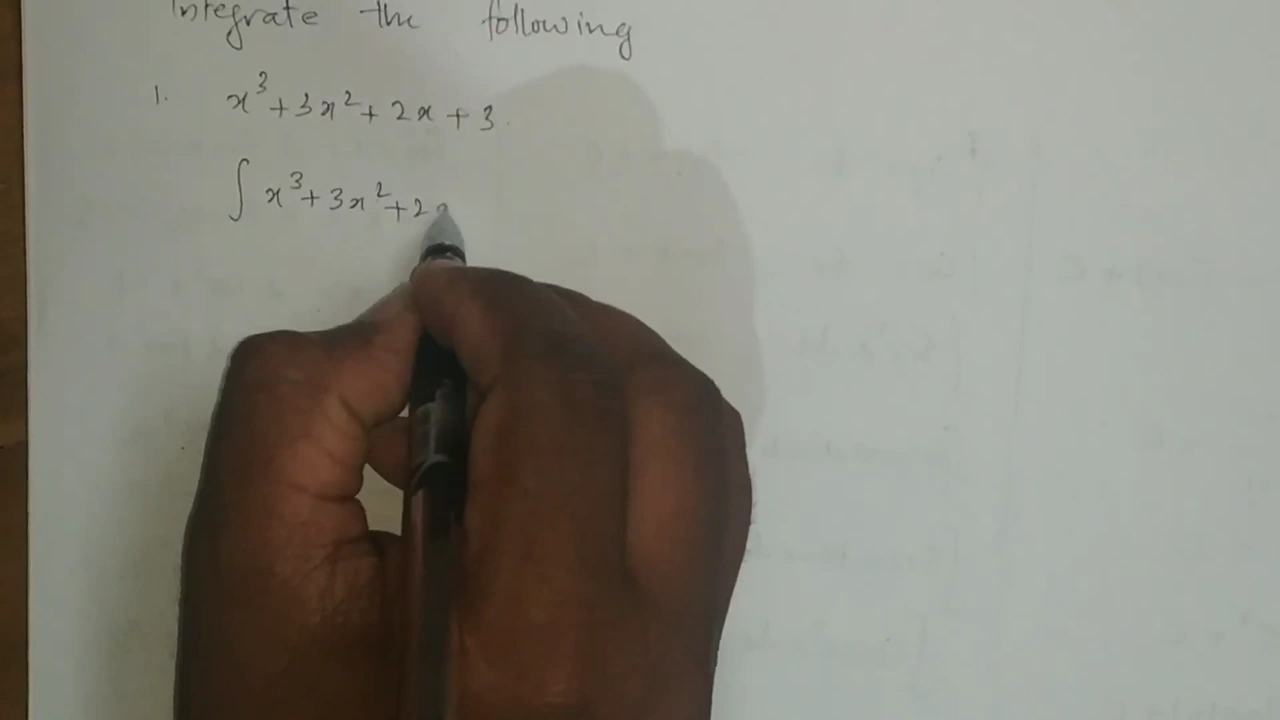 Integrate the following
1. x³ + 3x² + 2x + 3
∫ x³ + 3x² + 2